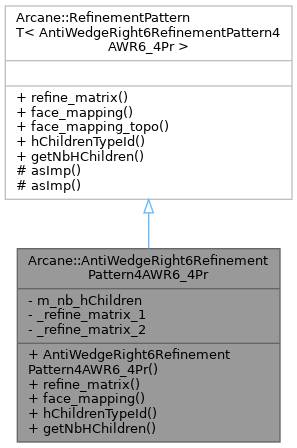 Arcane::RefinementPattern
T< AntiWedgeRight6RefinementPattern4
AWR6_4Pr >
+ refine_matrix()
+ face_mapping()
+ face_mapping_topo()
+ hChildrenTypeId()
+ getNbHChildren()
# asImp()
# asImp()
Arcane::AntiWedgeRight6Refinement
Pattern4AWR6_4Pr
- m_nb_hChildren
- _refine_matrix_1
- _refine_matrix_2
+ AntiWedgeRight6Refinement
Pattern4AWR6_4Pr()
+ refine_matrix()
+ face_mapping()
+ hChildrenTypeId()
+ getNbHChildren()